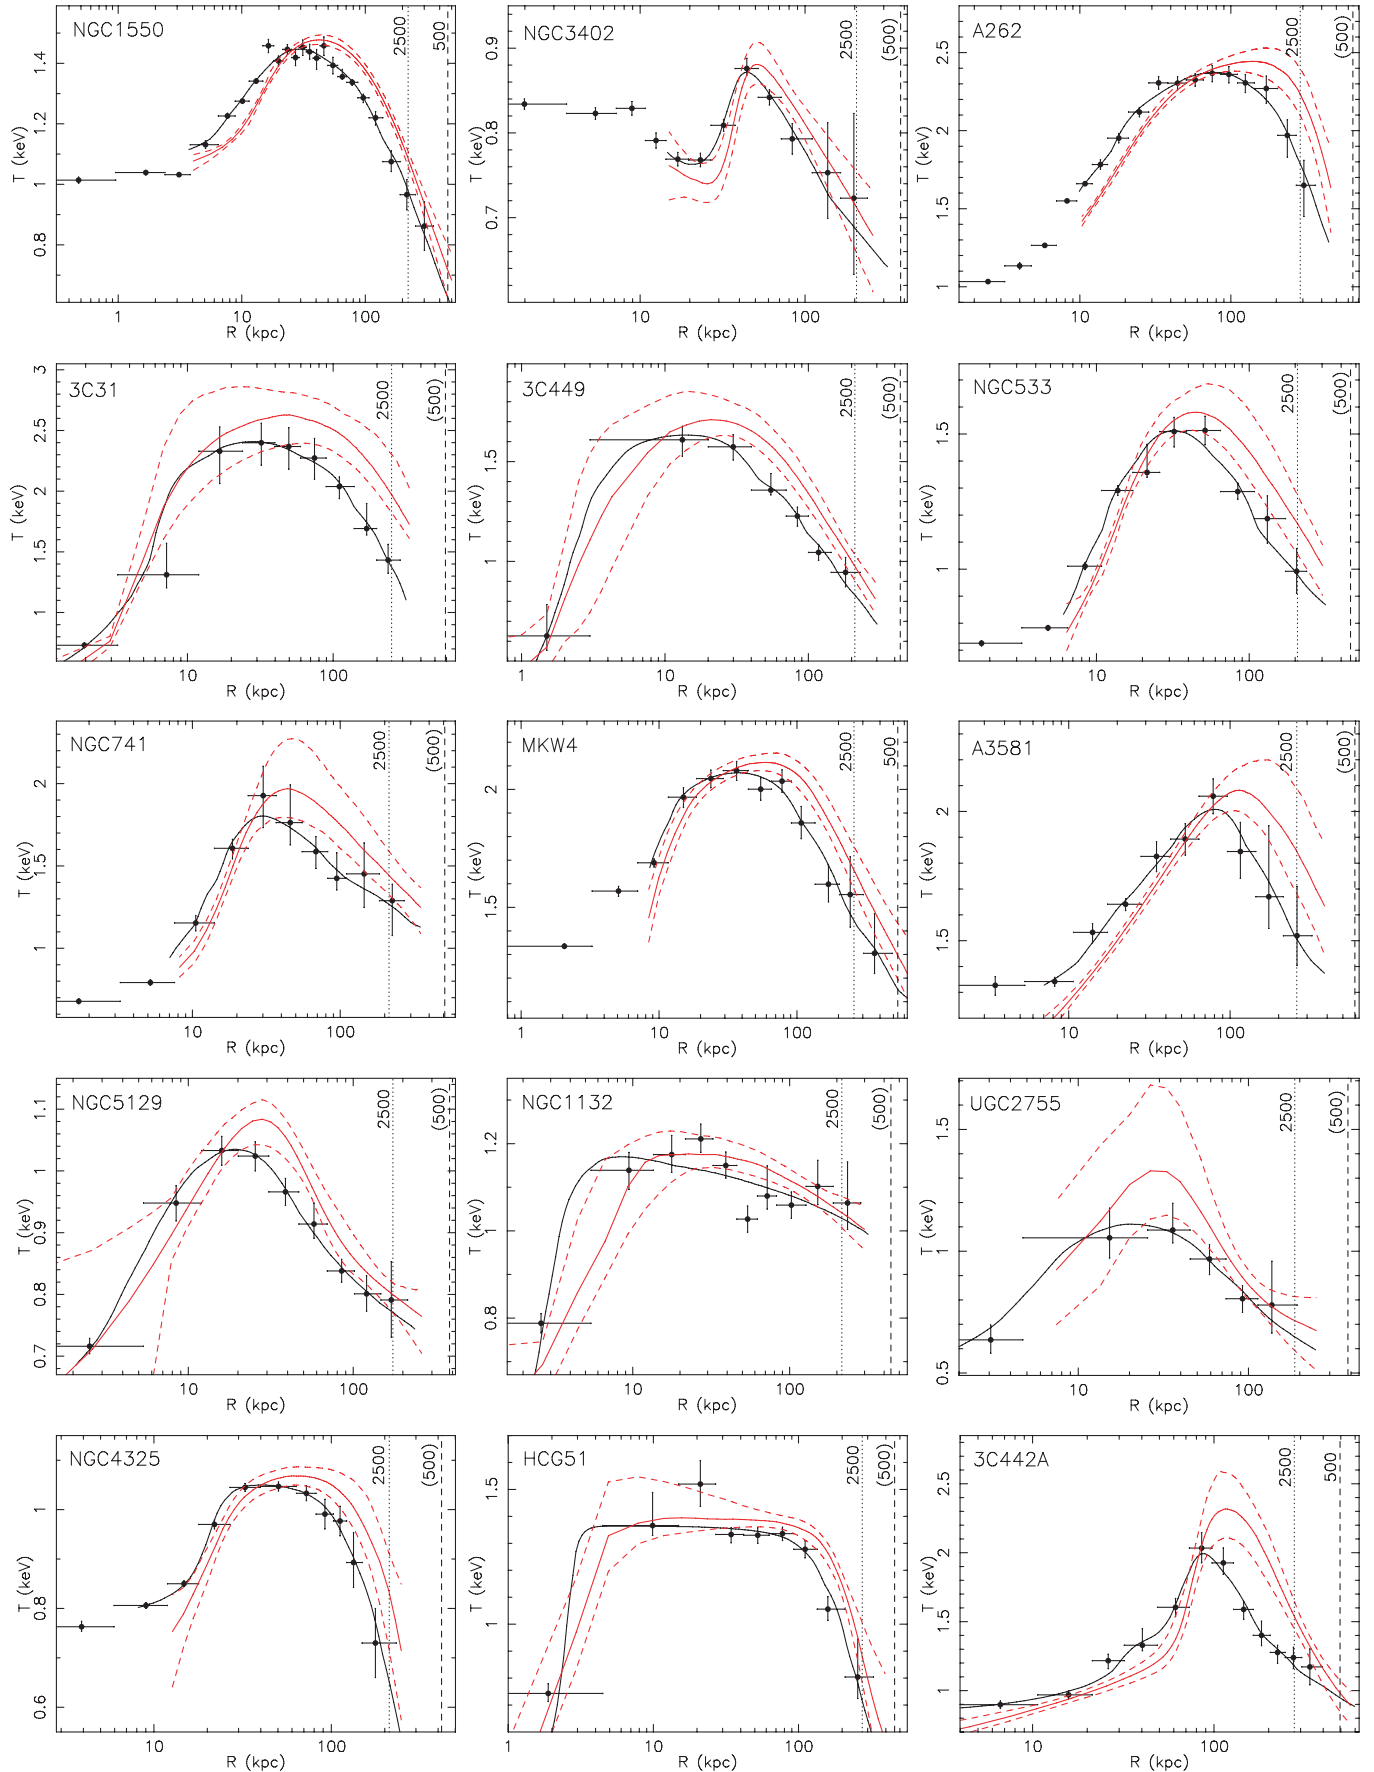 NGC1550
2500
500
T (keV)
0.8 1 1.2 1.4
1 10 100
R (kpc)
NGC3402
2500
(500)
T (keV)
0.7 0.8 0.9
10 100
R (kpc)
A262
2500
(500)
T (keV)
1 1.5 2 2.5
10 100
R (kpc)
3C31
2500
(500)
T (keV)
1 1.5 2 2.5 3
10 100
R (kpc)
3C449
2500
(500)
T (keV)
1 1.5
1 10 100
R (kpc)
NGC533
2500
(500)
T (keV)
1 1.5
10 100
R (kpc)
NGC741
2500
(500)
T (keV)
1 1.5 2
10 100
R (kpc)
MKW4
2500
500
T (keV)
1.5 2
1 10 100
R (kpc)
A3581
2500
(500)
T (keV)
1.5 2
10 100
R (kpc)
NGC5129
2500
(500)
T (keV)
0.7 0.8 0.9 1 1.1
10 100
R (kpc)
NGC1132
2500
(500)
T (keV)
0.8 1.0 1.2
10 100
R (kpc)
UGC2755
2500
(500)
T (keV)
0.5 1 1.5
10 100
R (kpc)
NGC4325
2500
(500)
T (keV)
0.6 0.8 1
10 100
R (kpc)
HCG51
2500
(500)
T (keV)
1 1.5
1 10 100
R (kpc)
3C442A
2500
500
T (keV)
1 1.5 2 2.5
10 100
R (kpc)